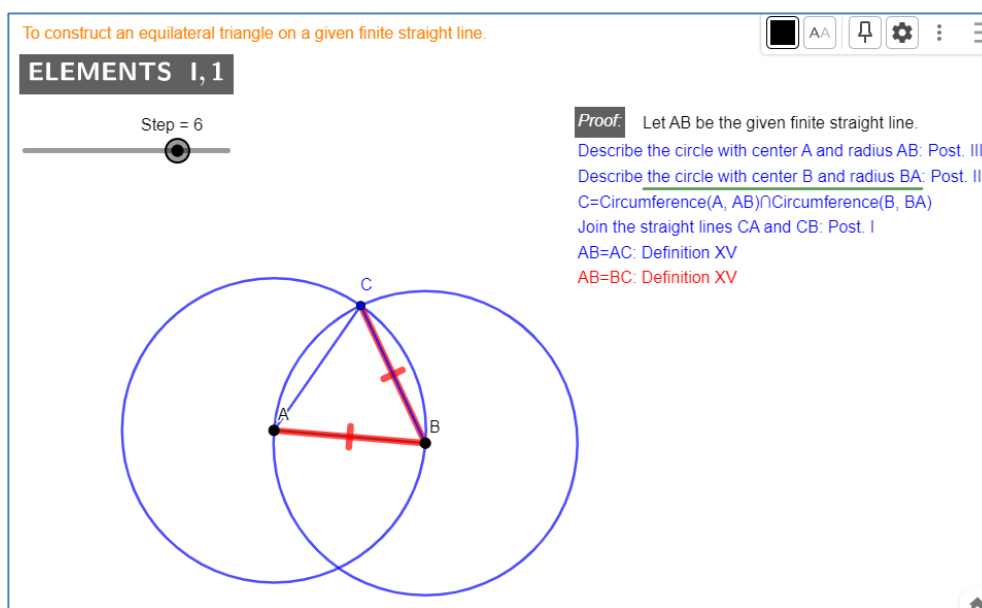 To construct an equilateral triangle on a given finite straight line.
AA
ELEMENTS I, 1
Step = 6
Proof: Let AB be the given finite straight line.
Describe the circle with center A and radius AB: Post. III
Describe the circle with center B and radius BA: Post. II
C=Circumference(A, AB)∩Circumference(B, BA)
Join the straight lines CA and CB: Post. I
AB=AC: Definition XV
AB=BC: Definition XV
C
A
B